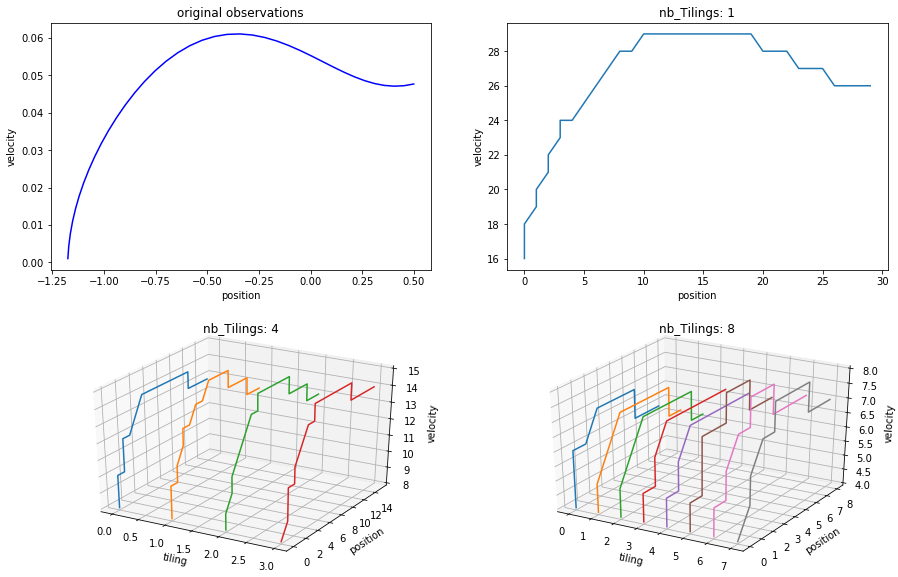 original observations
0.06
0.05
0.04
0.03
0.02
0.01
0.00
velocity
−1.25 −1.00 −0.75 −0.50 −0.25 0.00 0.25 0.50
position
nb_Tilings: 1
28
26
24
22
20
18
16
velocity
0 5 10 15 20 25 30
position
nb_Tilings: 4
15
14
13
12
11
10
9
8
velocity
0.0 0.5 1.0 1.5 2.0 2.5 3.0
tiling
0 2 4 6 8 10 12 14
position
nb_Tilings: 8
8.0
7.5
7.0
6.5
6.0
5.5
5.0
4.5
4.0
velocity
0 1 2 3 4 5 6 7
tiling
0 1 2 3 4 5 6 7 8
position